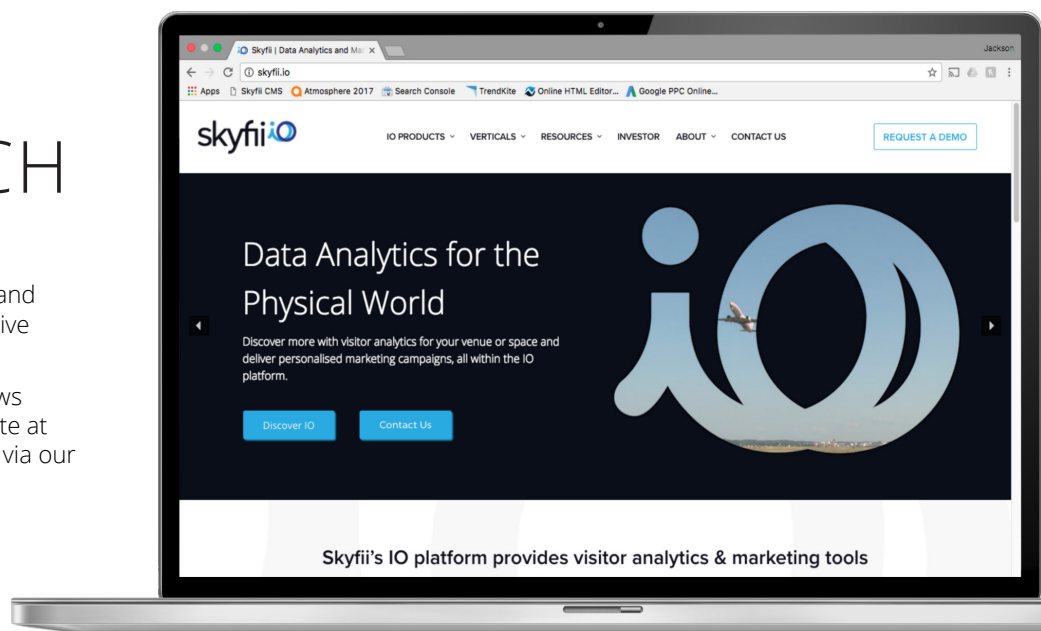 CH
and
ive
ws
te at
via our
Skyfii | Data Analytics and Mar
Jackson
skyfii.io
Apps Skyfii CMS Atmosphere 2017 Search Console TrendKite Online HTML Editor... Google PPC Online...
skyfii iO
IO PRODUCTS VERTICALS RESOURCES INVESTOR ABOUT CONTACT US REQUEST A DEMO
Data Analytics for the
Physical World
Discover more with visitor analytics for your venue or space and
deliver personalised marketing campaigns, all within the IO
platform.
Discover IO Contact Us
iO
Skyfii's IO platform provides visitor analytics & marketing tools